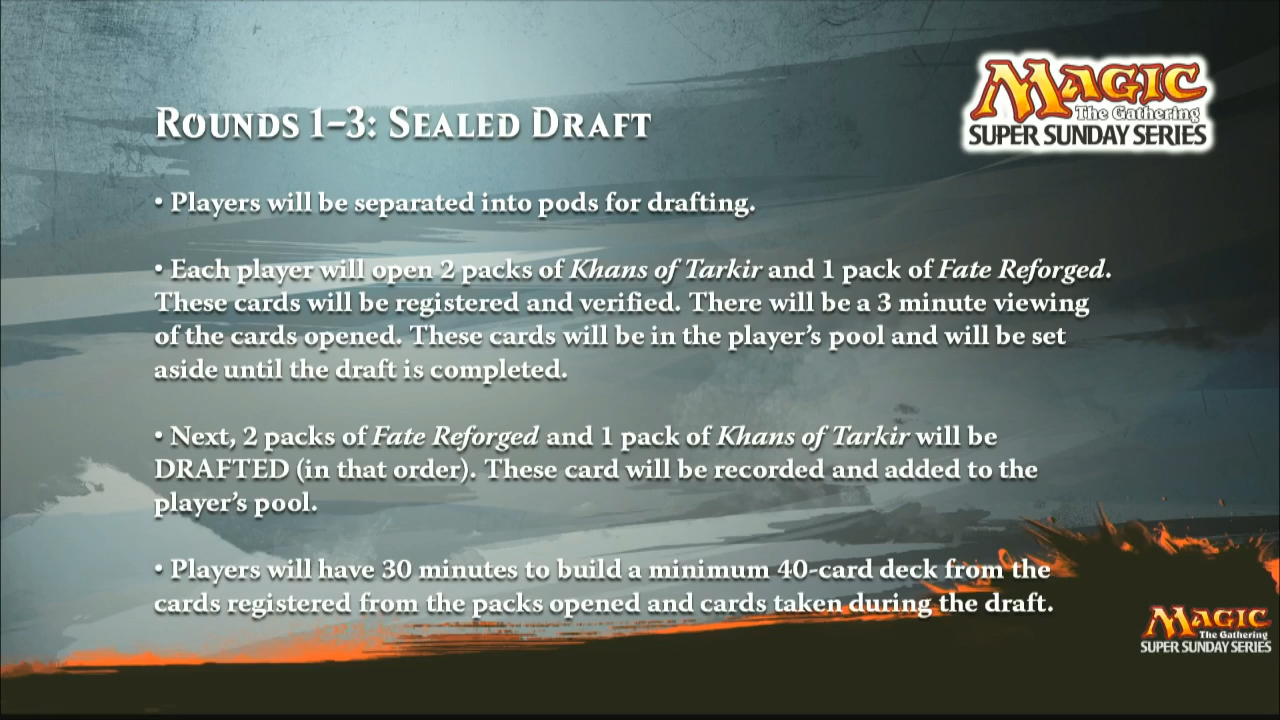 Rounds 1–3: Sealed Draft
MAGIC
The Gathering
SUPER SUNDAY SERIES
• Players will be separated into pods for drafting.
• Each player will open 2 packs of Khans of Tarkir and 1 pack of Fate Reforged.
These cards will be registered and verified. There will be a 3 minute viewing
of the cards opened. These cards will be in the player’s pool and will be set
aside until the draft is completed.
• Next, 2 packs of Fate Reforged and 1 pack of Khans of Tarkir will be
DRAFTED (in that order). These card will be recorded and added to the
player’s pool.
• Players will have 30 minutes to build a minimum 40-card deck from the
cards registered from the packs opened and cards taken during the draft.
MAGIC
The Gathering
SUPER SUNDAY SERIES